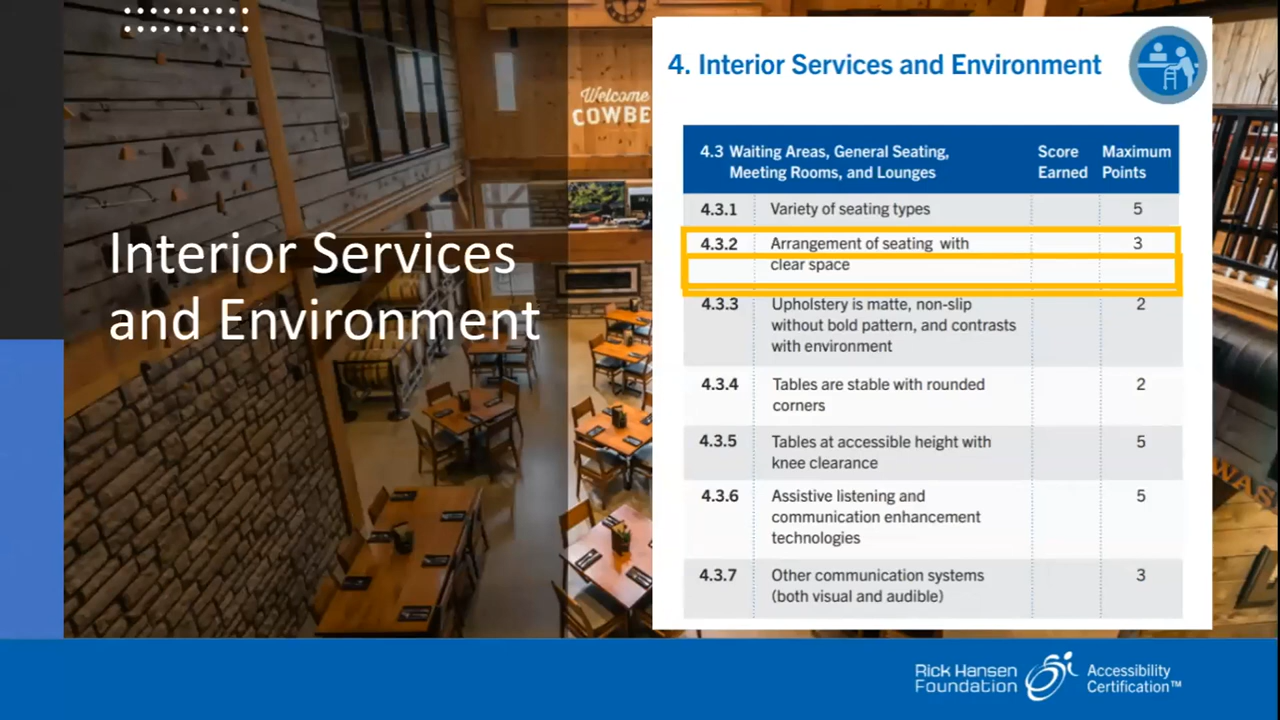 Welcome
COWBE
Interior Services
and Environment
4. Interior Services and Environment
4.3 Waiting Areas, General Seating,
Meeting Rooms, and Lounges
Score
Earned
Maximum
Points
4.3.1 Variety of seating types 5
4.3.2 Arrangement of seating with 3
clear space
4.3.3 Upholstery is matte, non-slip 2
without bold pattern, and contrasts
with environment
4.3.4 Tables are stable with rounded 2
corners
4.3.5 Tables at accessible height with 5
knee clearance
4.3.6 Assistive listening and 5
communication enhancement
technologies
4.3.7 Other communication systems 3
(both visual and audible)
WAS
Rick Hansen
Foundation
Accessibility
Certification™